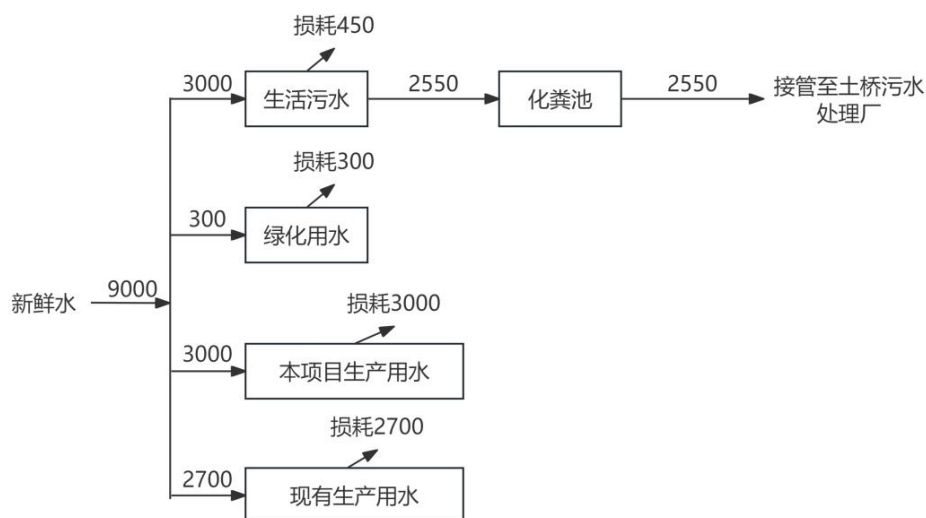 损耗450
3000
生活污水
2550
化粪池
2550
接管至土桥污水
处理厂
损耗300
300
绿化用水
新鲜水
9000
损耗3000
3000
本项目生产用水
损耗2700
2700
现有生产用水